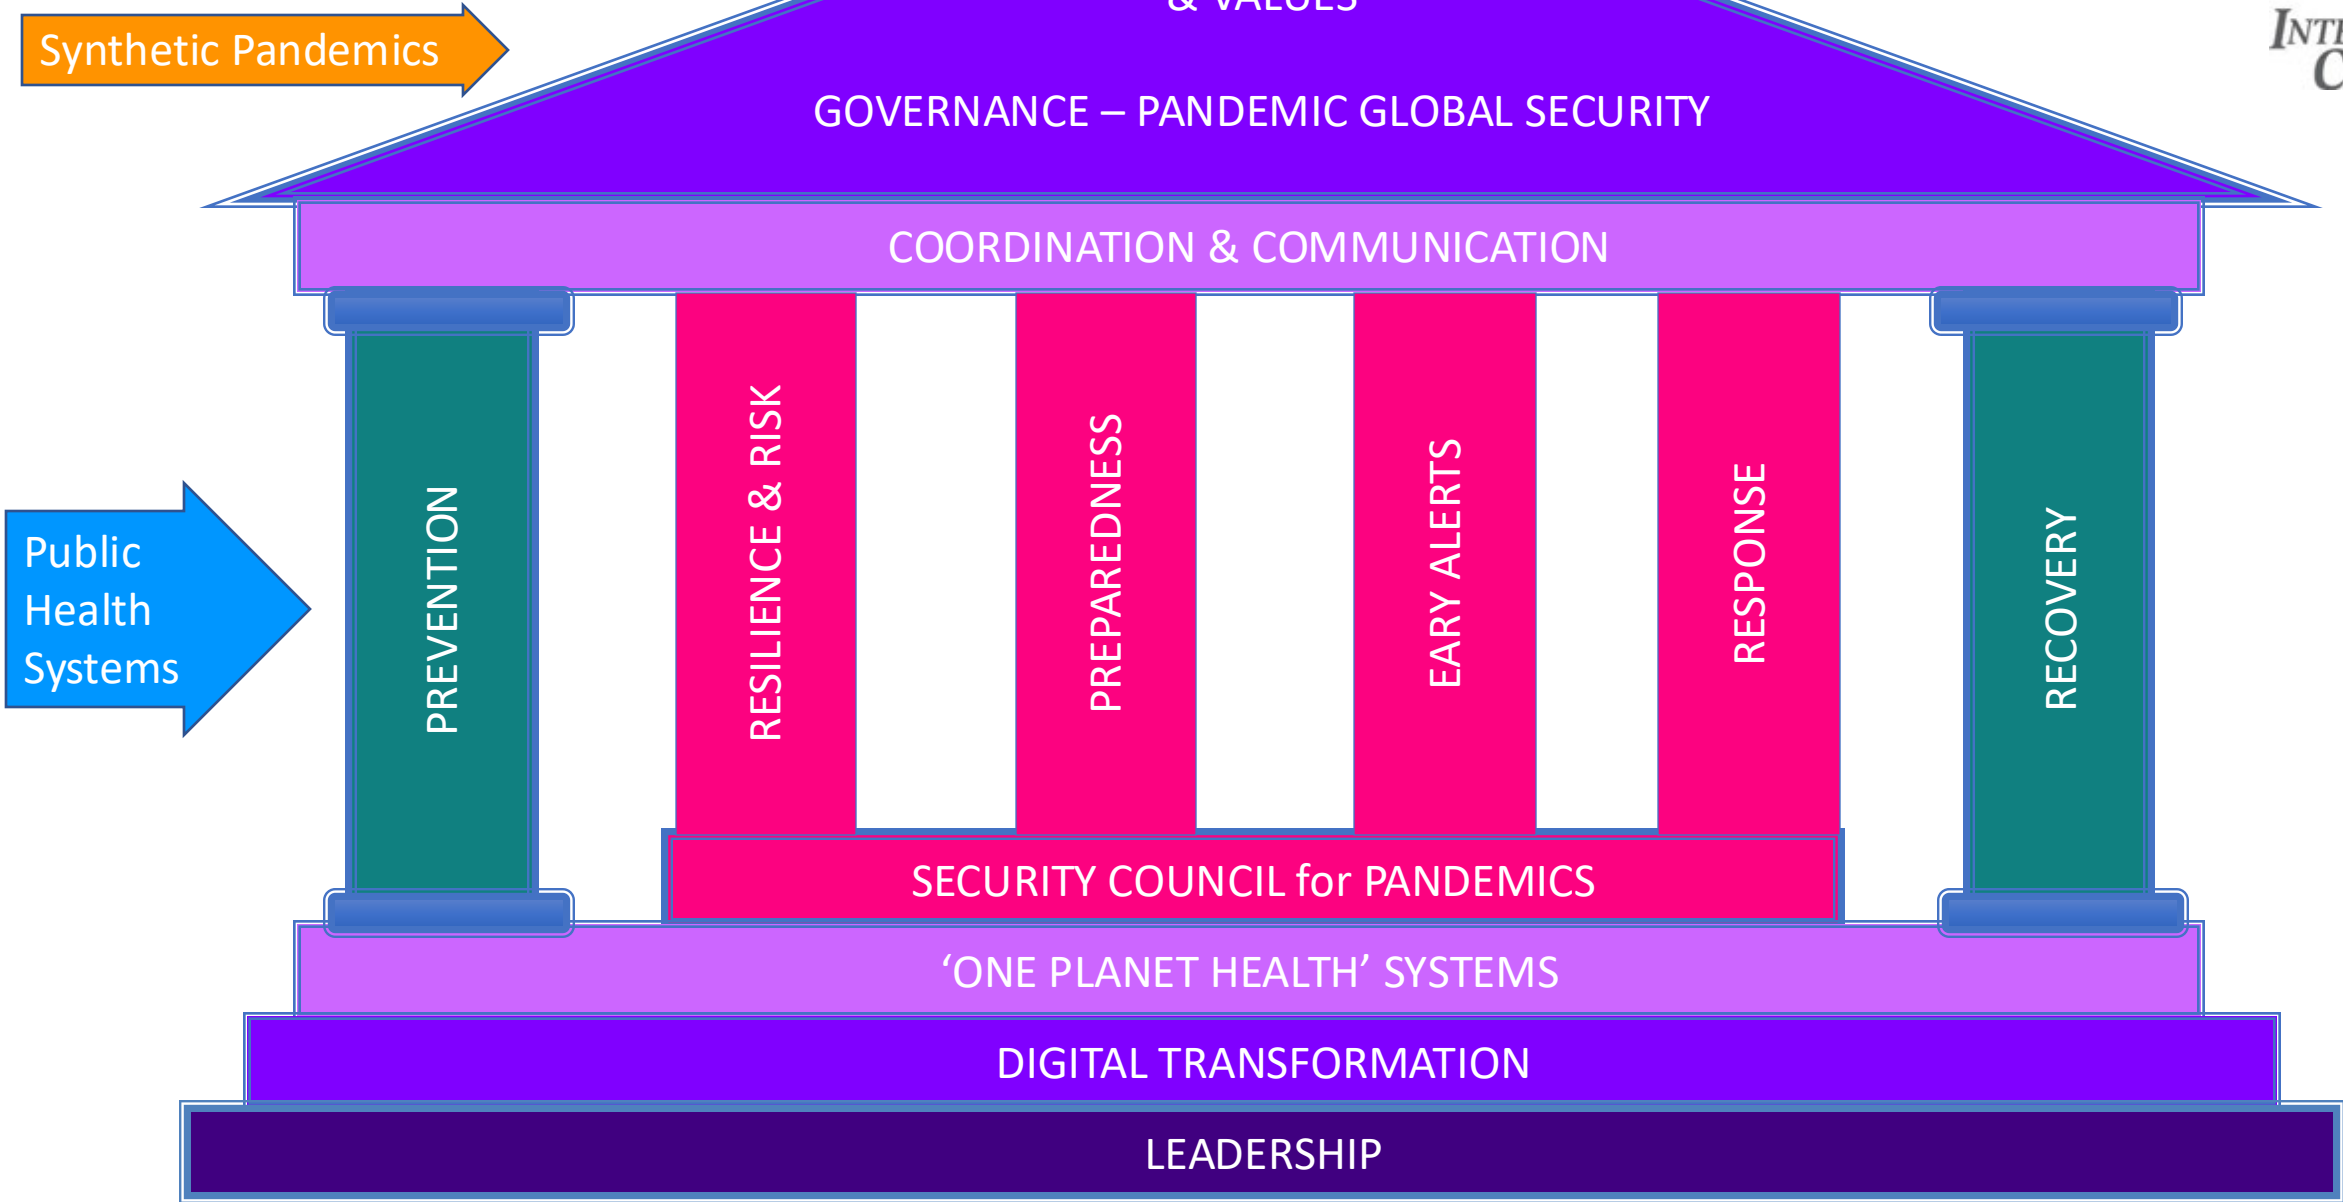 & VALUES
Synthetic Pandemics
GOVERNANCE – PANDEMIC GLOBAL SECURITY
COORDINATION & COMMUNICATION
PREVENTION
RESILIENCE & RISK
PREPAREDNESS
EARY ALERTS
RESPONSE
RECOVERY
Public
Health
Systems
SECURITY COUNCIL for PANDEMICS
‘ONE PLANET HEALTH’ SYSTEMS
DIGITAL TRANSFORMATION
LEADERSHIP